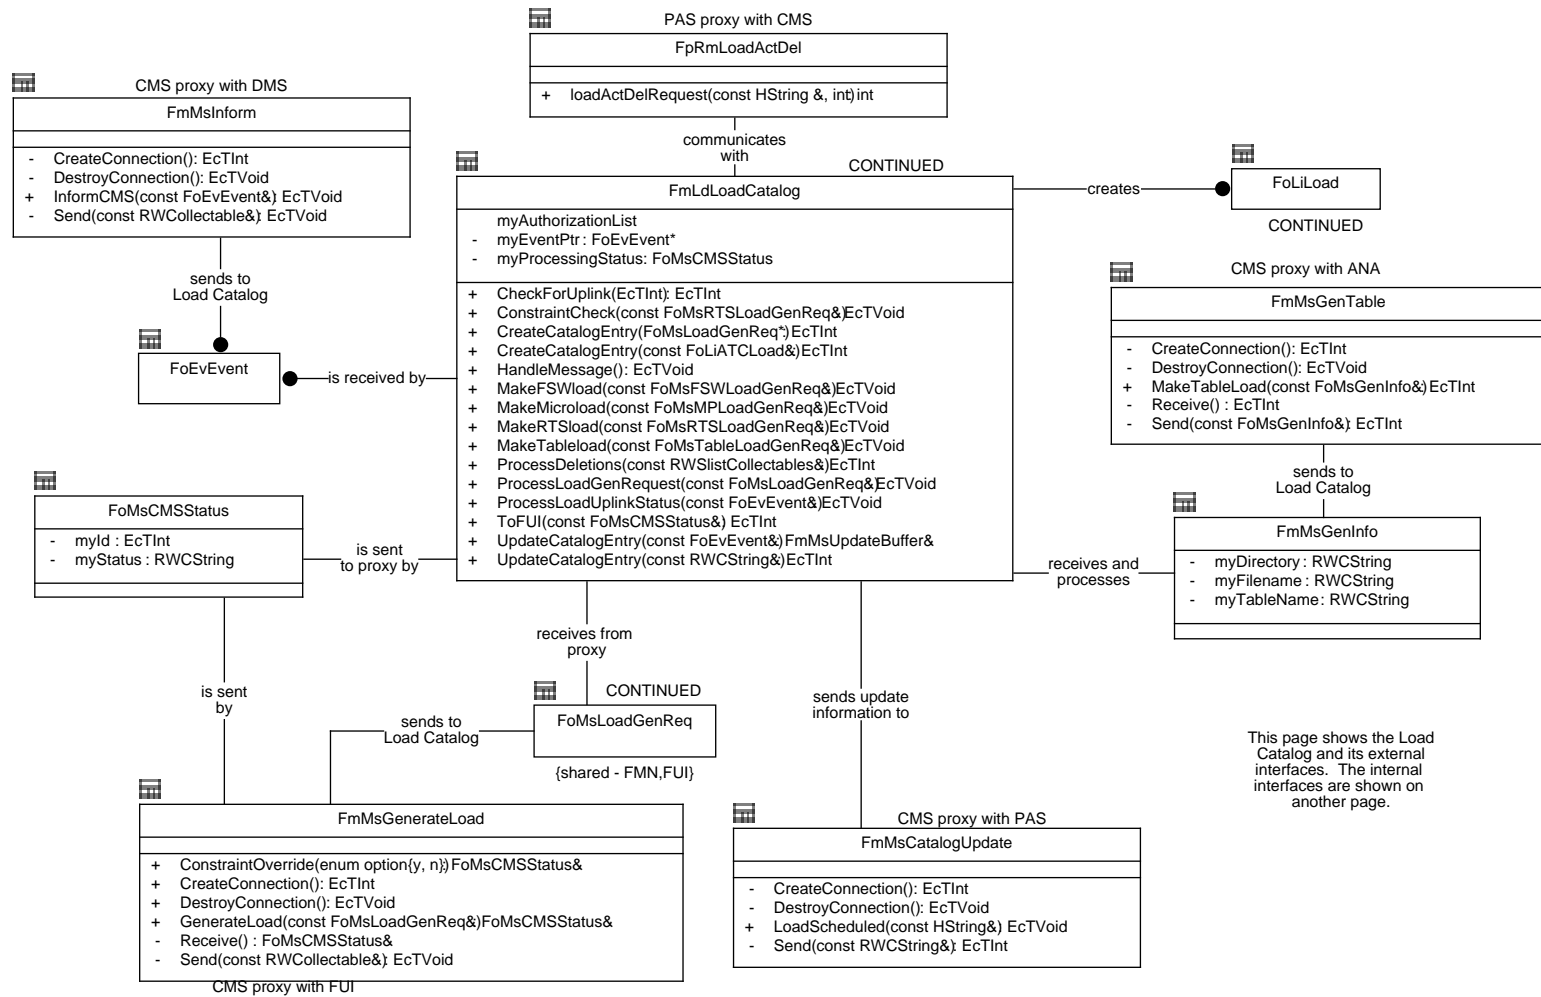 PAS proxy with CMS
FpRmLoadActDel
+ loadActDelRequest(const HString &, int) int
communicates
with
CMS proxy with DMS
FmMsInform
- CreateConnection(): EcTInt
- DestroyConnection(): EcTVoid
+ InformCMS(const FoEvEvent&): EcTVoid
- Send(const RWCollectable&): EcTVoid
sends to
Load Catalog
FoEvEvent
is received by
CONTINUED
FmLdLoadCatalog
myAuthorizationList
- myEventPtr : FoEvEvent*
- myProcessingStatus: FoMsCMSStatus
+ CheckForUplink(EcTInt): EcTInt
+ ConstraintCheck(const FoMsRTSLoadGenReq&)EcTVoid
+ CreateCatalogEntry(FoMsLoadGenReq*)EcTInt
+ CreateCatalogEntry(const FoLiATCLoad&)EcTInt
+ HandleMessage(): EcTVoid
+ MakeFSWload(const FoMsFSWLoadGenReq&)EcTVoid
+ MakeMicroload(const FoMsMPLoadGenReq&)EcTVoid
+ MakeRTSload(const FoMsRTSLoadGenReq&)EcTVoid
+ MakeTableload(const FoMsTableLoadGenReq&)EcTVoid
+ ProcessDeletions(const RWSlistCollectables&)EcTInt
+ ProcessLoadGenRequest(const FoMsLoadGenReq&)EcTVoid
+ ProcessLoadUplinkStatus(const FoEvEvent&)EcTVoid
+ ToFUI(const FoMsCMSStatus&) EcTInt
+ UpdateCatalogEntry(const FoEvEvent&)FmMsUpdateBuffer&
+ UpdateCatalogEntry(const RWCString&)EcTInt
creates
FoLiLoad
CONTINUED
CMS proxy with ANA
FmMsGenTable
- CreateConnection(): EcTInt
- DestroyConnection(): EcTVoid
+ MakeTableLoad(const FoMsGenInfo&)EcTInt
- Receive() : EcTInt
- Send(const FoMsGenInfo&): EcTInt
sends to
Load Catalog
FmMsGenInfo
- myDirectory : RWCString
- myFilename : RWCString
- myTableName : RWCString
receives and
processes
FoMsCMSStatus
- myId : EcTInt
- myStatus : RWCString
is sent
to proxy by
is sent
by
receives from
proxy
CONTINUED
FoMsLoadGenReq
{shared - FMN,FUI}
sends to
Load Catalog
sends update
information to
This page shows the Load
Catalog and its external
interfaces. The internal
interfaces are shown on
another page.
FmMsGenerateLoad
+ ConstraintOverride(enum option{y, n})FoMsCMSStatus&
+ CreateConnection(): EcTInt
+ DestroyConnection(): EcTVoid
+ GenerateLoad(const FoMsLoadGenReq&)FoMsCMSStatus&
- Receive() : FoMsCMSStatus&
- Send(const RWCollectable&): EcTVoid
CMS proxy with FUI
CMS proxy with PAS
FmMsCatalogUpdate
- CreateConnection(): EcTInt
- DestroyConnection(): EcTVoid
+ LoadScheduled(const HString&) EcTVoid
- Send(const RWCString&): EcTInt